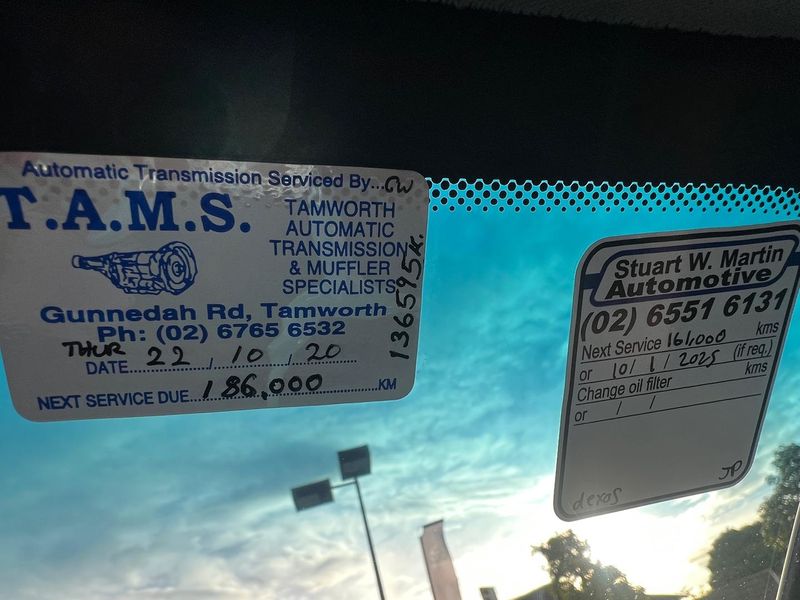 Automatic Transmission Serviced By...CW
T.A.M.S.
TAMWORTH
AUTOMATIC
TRANSMISSION
& MUFFLER
SPECIALISTS
Gunnedah Rd, Tamworth
Ph: (02) 6765 6532
THUR
DATE 22 / 10 / 20
NEXT SERVICE DUE 186,000 KM
136595K.
Stuart W. Martin
Automotive
(02) 6551 6131
Next Service 161,000 kms
or 10 / 1 / 2025 (if req.)
Change oil filter kms
or / /
JP
dexos